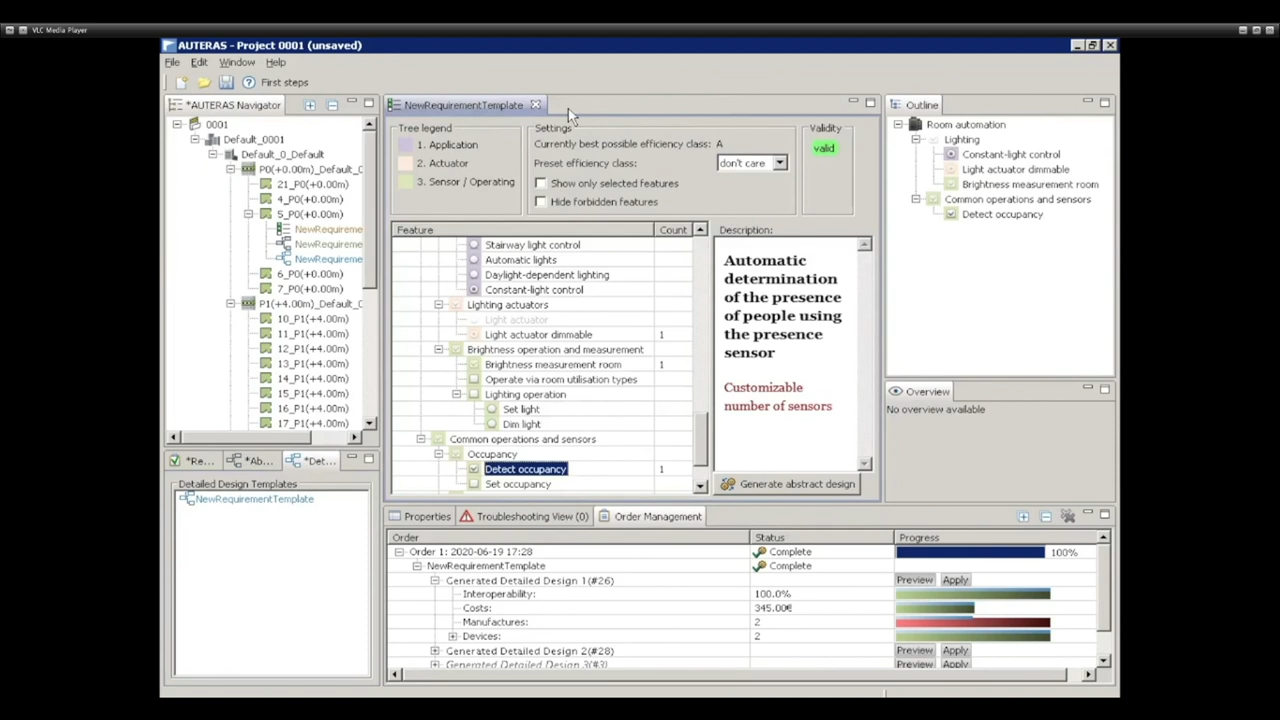 VLC Media Player
AUTERAS - Project 0001 (unsaved)
File Edit Window Help
First steps
*AUTERAS Navigator
0001
Default_0001
Default_0_Default
P0(+0.00m)_Default_0
21_P0(+0.00m)
4_P0(+0.00m)
5_P0(+0.00m)
NewRequireme
NewRequireme
NewRequireme
6_P0(+0.00m)
7_P0(+0.00m)
P1(+4.00m)_Default_0
10_P1(+4.00m)
11_P1(+4.00m)
12_P1(+4.00m)
13_P1(+4.00m)
14_P1(+4.00m)
15_P1(+4.00m)
16_P1(+4.00m)
17_P1(+4.00m)
*Re... *Ab... *Det...
Detailed Design Templates
NewRequirementTemplate
NewRequirementTemplate
Tree legend
1. Application
2. Actuator
3. Sensor / Operating
Settings
Currently best possible efficiency class: A
Preset efficiency class: don't care
Show only selected features
Hide forbidden features
Validity
valid
Feature Count
Stairway light control
Automatic lights
Daylight-dependent lighting
Constant-light control
Lighting actuators
Light actuator
Light actuator dimmable 1
Brightness operation and measurement
Brightness measurement room 1
Operate via room utilisation types
Lighting operation
Set light
Dim light
Common operations and sensors
Occupancy
Detect occupancy 1
Set occupancy
Description:
Automatic
determination
of the presence
of people using
the presence
sensor
Customizable
number of sensors
Generate abstract design
Outline
Room automation
Lighting
Constant-light control
Light actuator dimmable
Brightness measurement room
Common operations and sensors
Detect occupancy
Overview
No overview available
Properties Troubleshooting View (0) Order Management
Order Status Progress
Order 1: 2020-06-19 17:28 Complete 100%
NewRequirementTemplate Complete
Generated Detailed Design 1(#26) Preview Apply
Interoperability: 100.0%
Costs: 345.00€
Manufactures: 2
Devices: 2
Generated Detailed Design 2(#28) Preview Apply
Generated Detailed Design 3(#3) Preview Apply